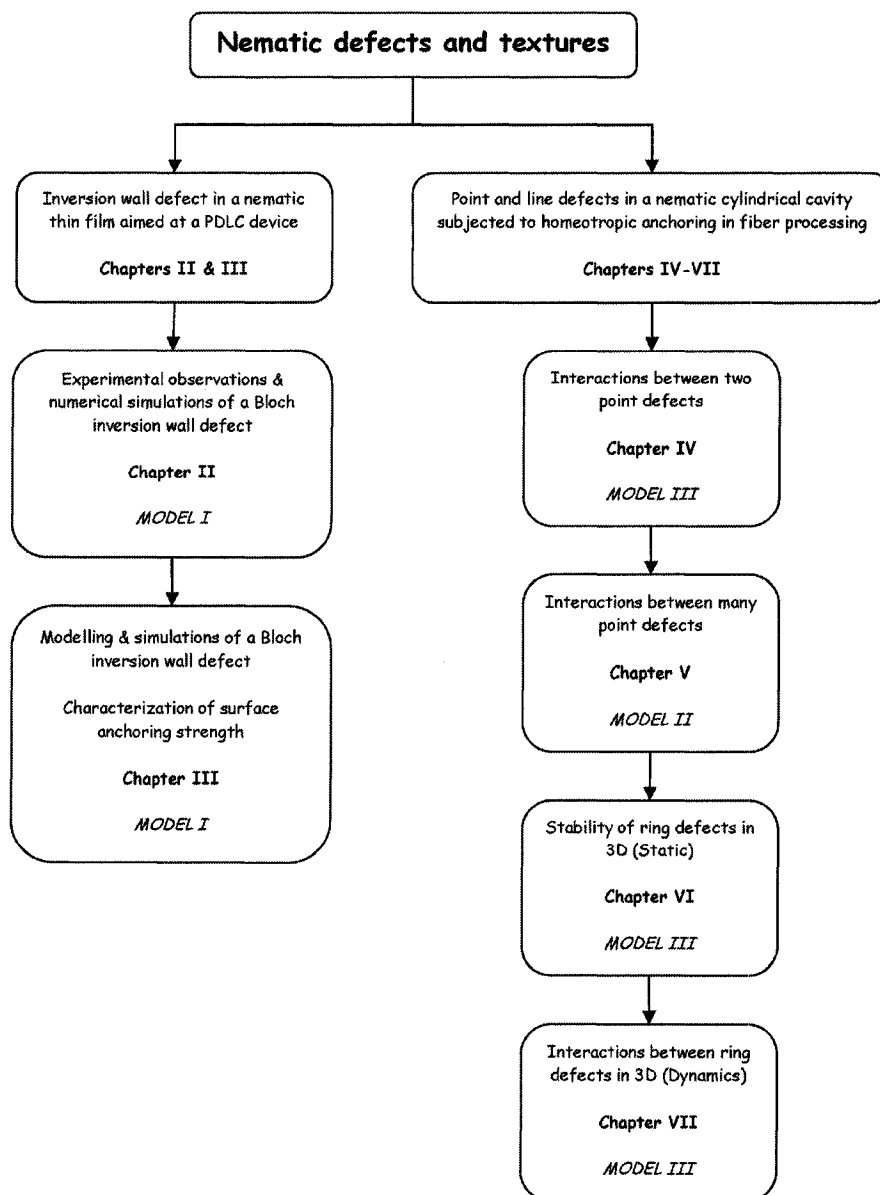 Nematic defects and textures
Inversion wall defect in a nematic
thin film aimed at a PDLC device
Chapters II & III
Experimental observations &
numerical simulations of a Bloch
inversion wall defect
Chapter II
MODEL I
Modelling & simulations of a Bloch
inversion wall defect
Characterization of surface
anchoring strength
Chapter III
MODEL I
Point and line defects in a nematic cylindrical cavity
subjected to homeotropic anchoring in fiber processing
Chapters IV-VII
Interactions between two
point defects
Chapter IV
MODEL III
Interactions between many
point defects
Chapter V
MODEL II
Stability of ring defects in
3D (Static)
Chapter VI
MODEL III
Interactions between ring
defects in 3D (Dynamics)
Chapter VII
MODEL III